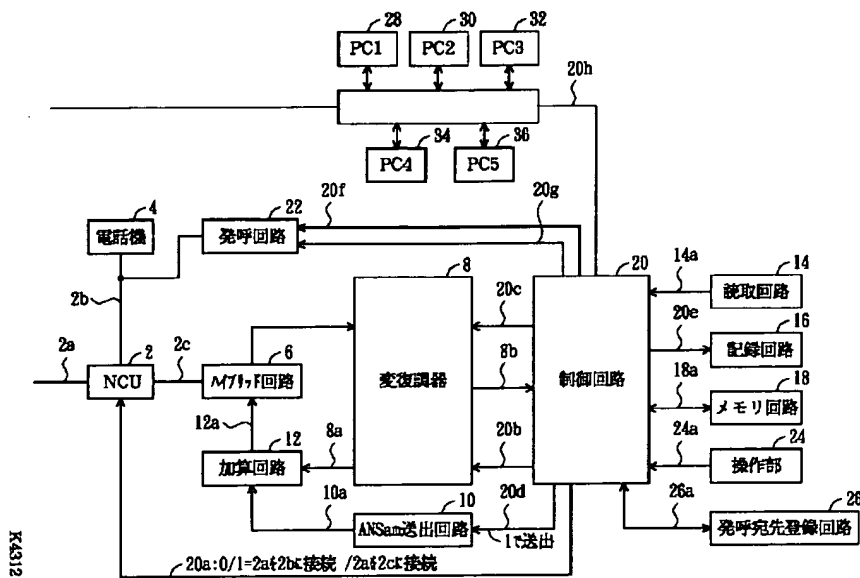 28
30
32
PC1
PC2
PC3
20h
34
36
PC4
PC5
20f
20g
4
22
電話機
発呼回路
8
20
14a
14
読取回路
2b
20c
20e
16
記録回路
2a
2
2c
6
NCU
ハイブリッド回路
変復調器
8b
制御回路
18a
18
メモリ回路
12a
12
8a
20b
24a
24
加算回路
操作部
10a
10
20d
26a
26
ANSam送出回路
1で送出
発呼宛先登録回路
20a:0/1=2aを2bに接続 /2aを2cに接続
K4312